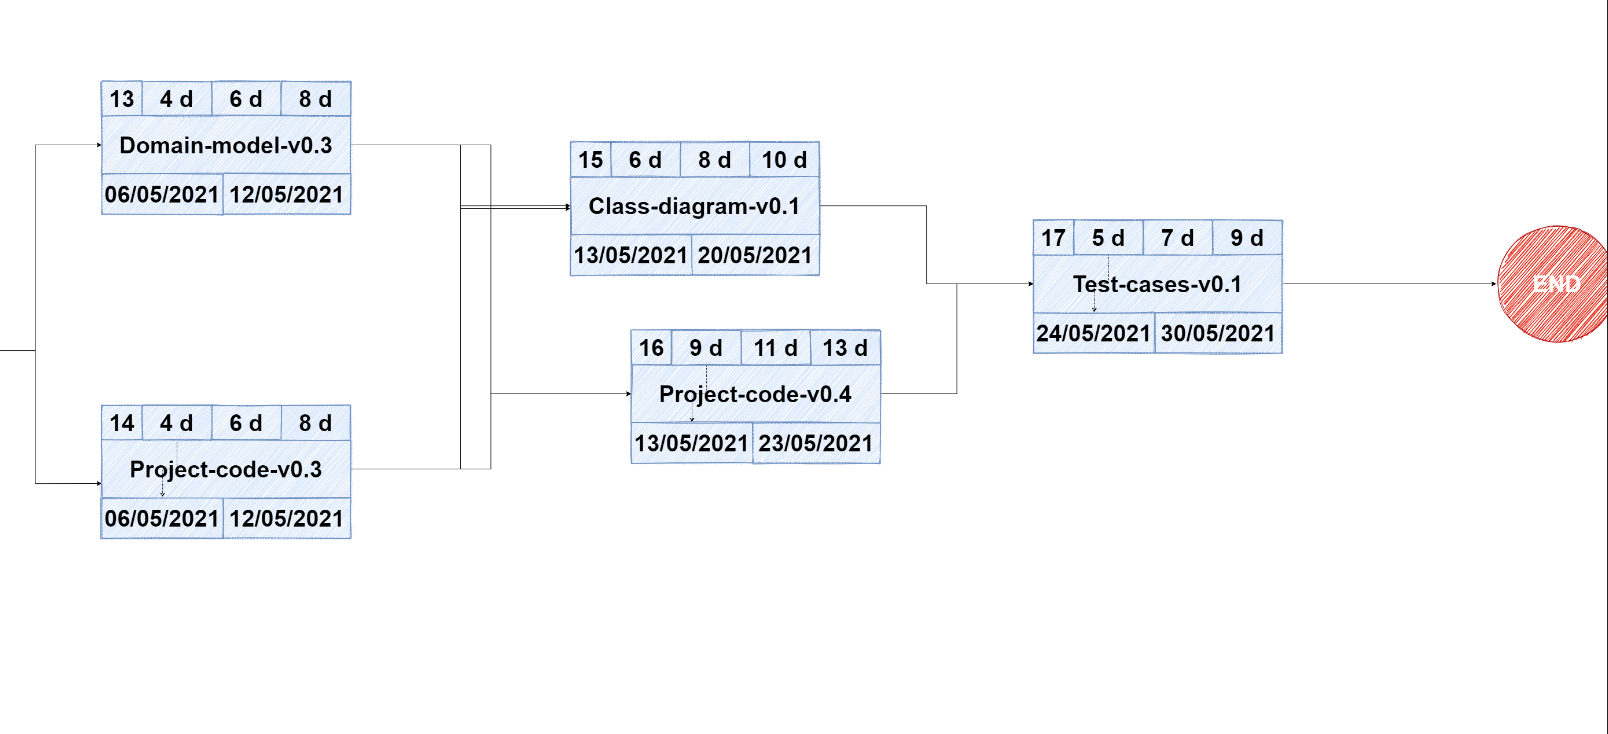 13 4 d 6 d 8 d
Domain-model-v0.3
06/05/2021 12/05/2021
14 4 d 6 d 8 d
Project-code-v0.3
06/05/2021 12/05/2021
15 6 d 8 d 10 d
Class-diagram-v0.1
13/05/2021 20/05/2021
16 9 d 11 d 13 d
Project-code-v0.4
13/05/2021 23/05/2021
17 5 d 7 d 9 d
Test-cases-v0.1
24/05/2021 30/05/2021
END